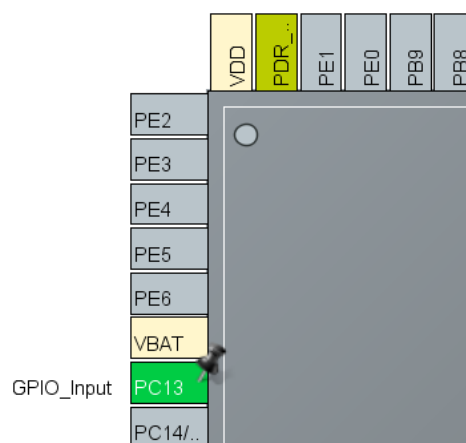 VDD
PDR_..
PE1
PE0
PB9
PB8
PE2
PE3
PE4
PE5
PE6
VBAT
GPIO_Input PC13
PC14/..